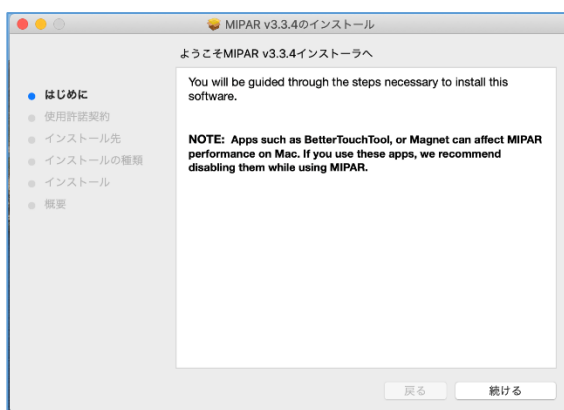 MIPAR v3.3.4のインストール
ようこそMIPAR v3.3.4インストーラへ
はじめに
使用許諾契約
インストール先
インストールの種類
インストール
概要
You will be guided through the steps necessary to install this
software.
NOTE: Apps such as BetterTouchTool, or Magnet can affect MIPAR
performance on Mac. If you use these apps, we recommend
disabling them while using MIPAR.
戻る
続ける